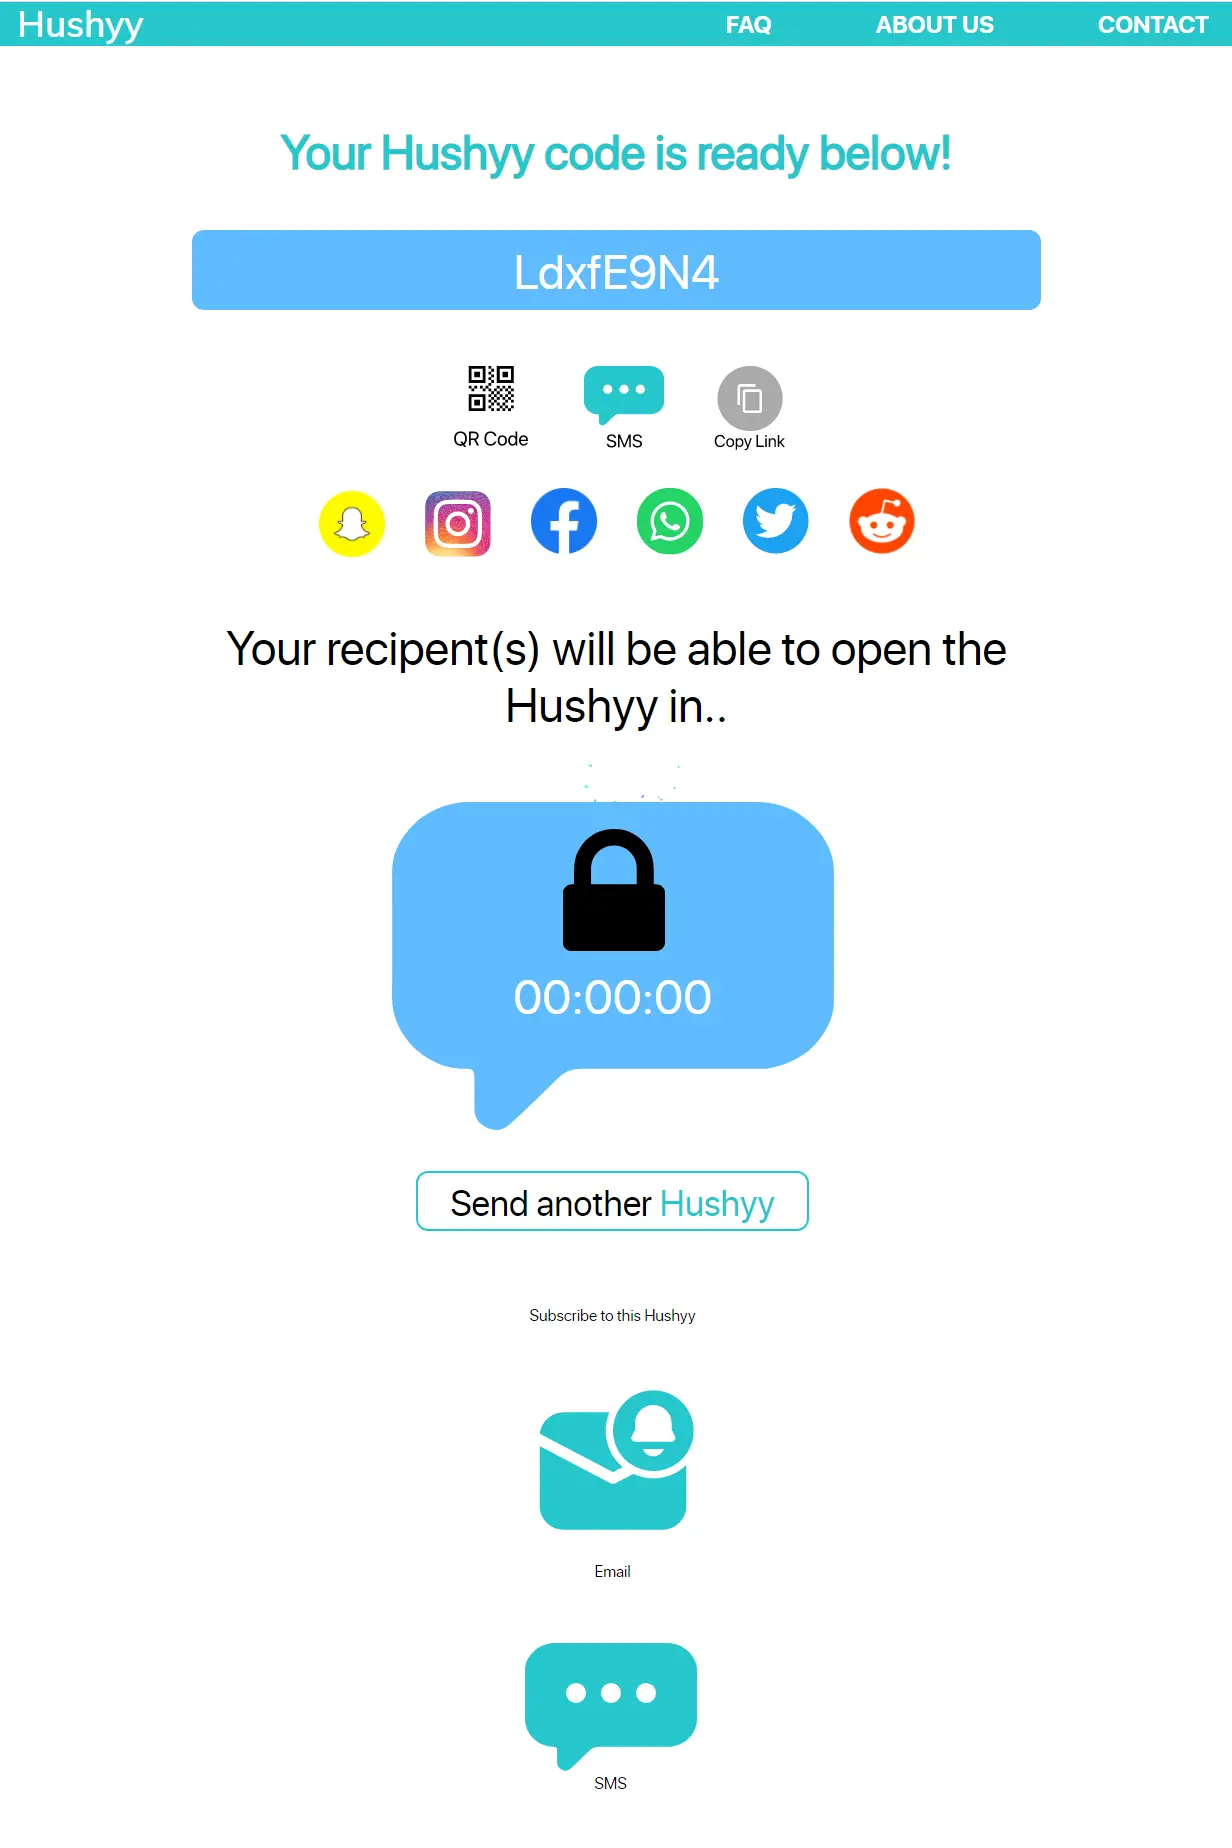 Hushyy
FAQ
ABOUT US
CONTACT
Your Hushyy code is ready below!
LdxfE9N4
QR Code
SMS
Copy Link
Your recipent(s) will be able to open the
Hushyy in..
00:00:00
Send another Hushyy
Subscribe to this Hushyy
Email
SMS